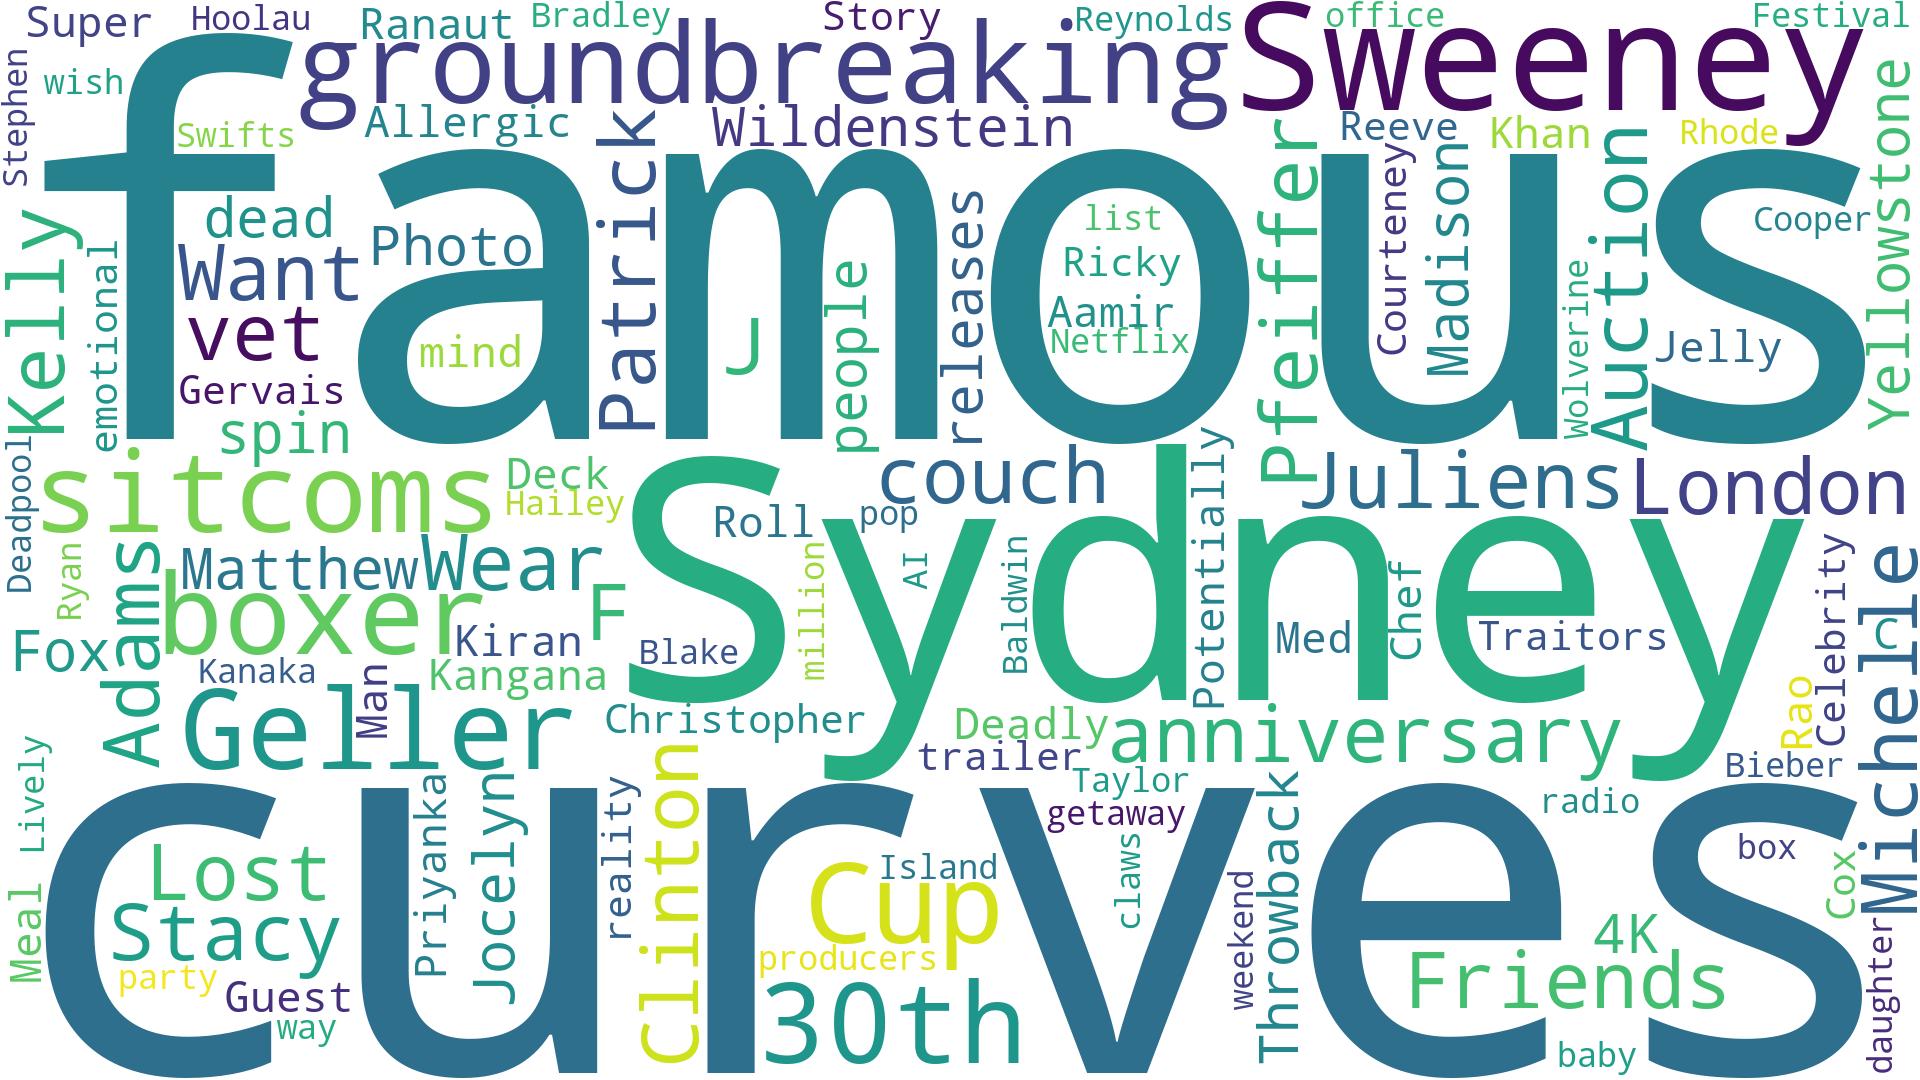 Super
Hoolau
Ranaut
Bradley
Story
Reynolds
office
Festival
groundbreaking
Sweeney
Stephen
wish
Swifts
Allergic
Patrick
Wildenstein
Reeve
Khan
Rhode
Yellowstone
famous
Kelly
emotional
dead
Want
vet
Gervais
spin
Photo
mind
J
people
releases
list
Ricky
Aamir
Netflix
Pfeiffer
Courteney
Madison
Wolverine
Auction
Cooper
Jelly
Deadpool
sitcoms
Deck
Hailey
Roll
pop
couch
Potentially
Juliens
London
Sydney
Ryan
Adams
Matthew
Wear
boxer
F
Fox
Kiran
Kanaka
Kangana
Man
Blake
million
AI
Baldwin
Med
Chef
Traitors
Rao
Celebrity
C
Michelle
Geller
Christopher
Deadly
trailer
anniversary
Taylor
getaway
Bieber
radio
box
Lively
curves
Meal
Lost
Stacy
party
Guest
way
Priyanka
Jocelyn
reality
clinton
Cup
Island
producers
30th
claws
weekend
Throwback
4K
Friends
baby
Cox
daughter